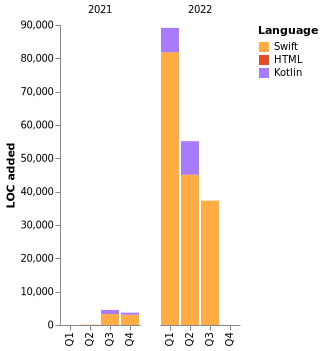 2021
2022
Language
Swift
HTML
Kotlin
LOC added
90,000
80,000
70,000
60,000
50,000
40,000
30,000
20,000
10,000
0
Q1
Q2
Q3
Q4
Q1
Q2
Q3
Q4